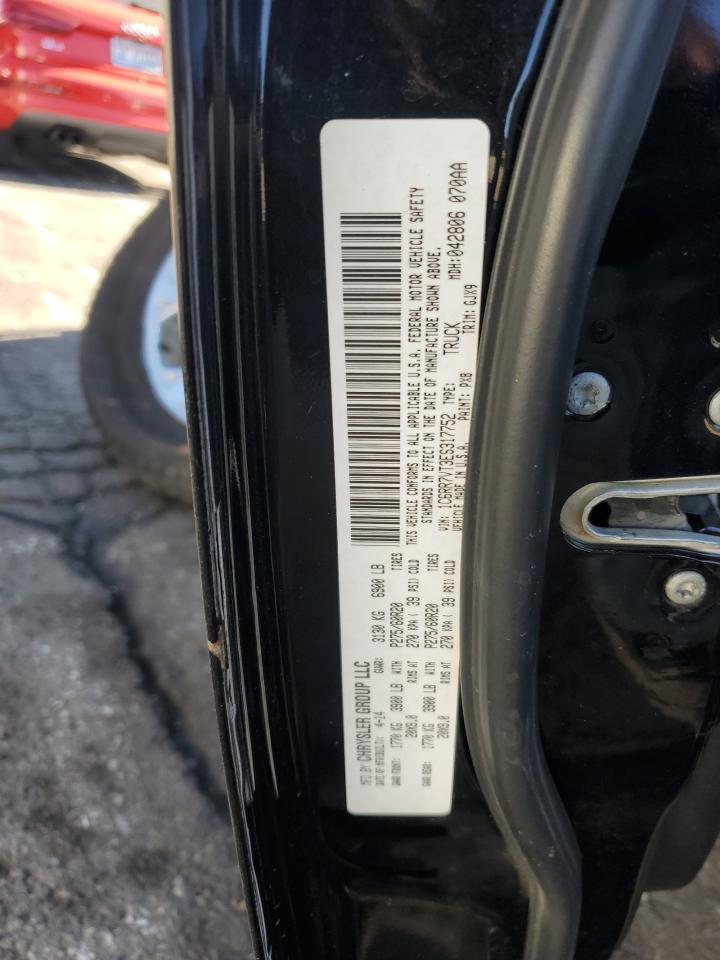 MFD BY CHRYSLER GROUP LLC
DATE OF MFR(BUILT): 4-14 GVWR: 3130 KG 6900 LB
GAWR FRONT: 1770 KG 3900 LB WITH P275/60R20 TIRES
20X9.0 RIMS AT 270 KPA ( 39 PSI) COLD
GAWR REAR: 1770 KG 3900 LB WITH P275/60R20 TIRES
20X9.0 RIMS AT 270 KPA ( 39 PSI) COLD
THIS VEHICLE CONFORMS TO ALL APPLICABLE U.S.A. FEDERAL MOTOR VEHICLE SAFETY
STANDARDS IN EFFECT ON THE DATE OF MANUFACTURE SHOWN ABOVE.
MDH:042806 070AA
VIN: 1C6RR7VT3ES317752 TYPE: TRUCK
VEHICLE MADE IN U.S.A. PAINT: PX8 TRIM: GJX9